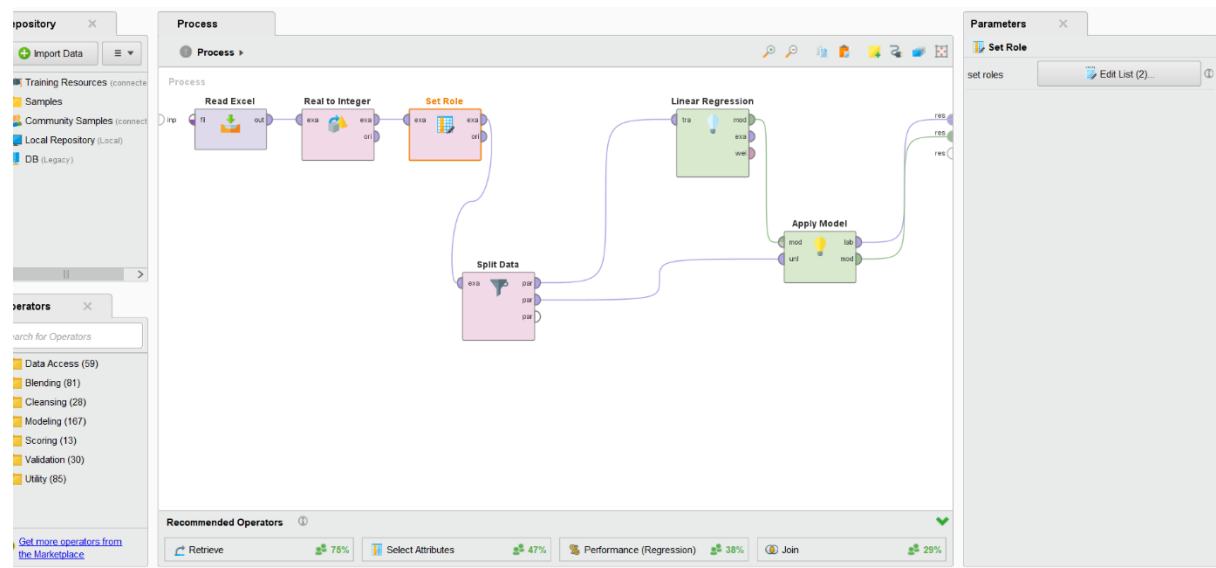 epository
Import Data
Training Resources (connecte
Samples
Community Samples (connect
Local Repository (Local)
DB (Legacy)
perators
earch for Operators
Data Access (59)
Blending (81)
Cleansing (28)
Modeling (167)
Scoring (13)
Validation (30)
Utility (85)
Get more operators from
the Marketplace
Process
Process
Process
inp
Read Excel
fil
out
Real to Integer
exa
exa
ori
Set Role
exa
exa
ori
Linear Regression
tra
mod
exa
wei
res
res
res
Apply Model
mod
lab
unl
mod
Split Data
exa
par
par
par
Recommended Operators
Retrieve
75%
Select Attributes
47%
Performance (Regression)
38%
Join
29%
Parameters
Set Role
set roles
Edit List (2)...